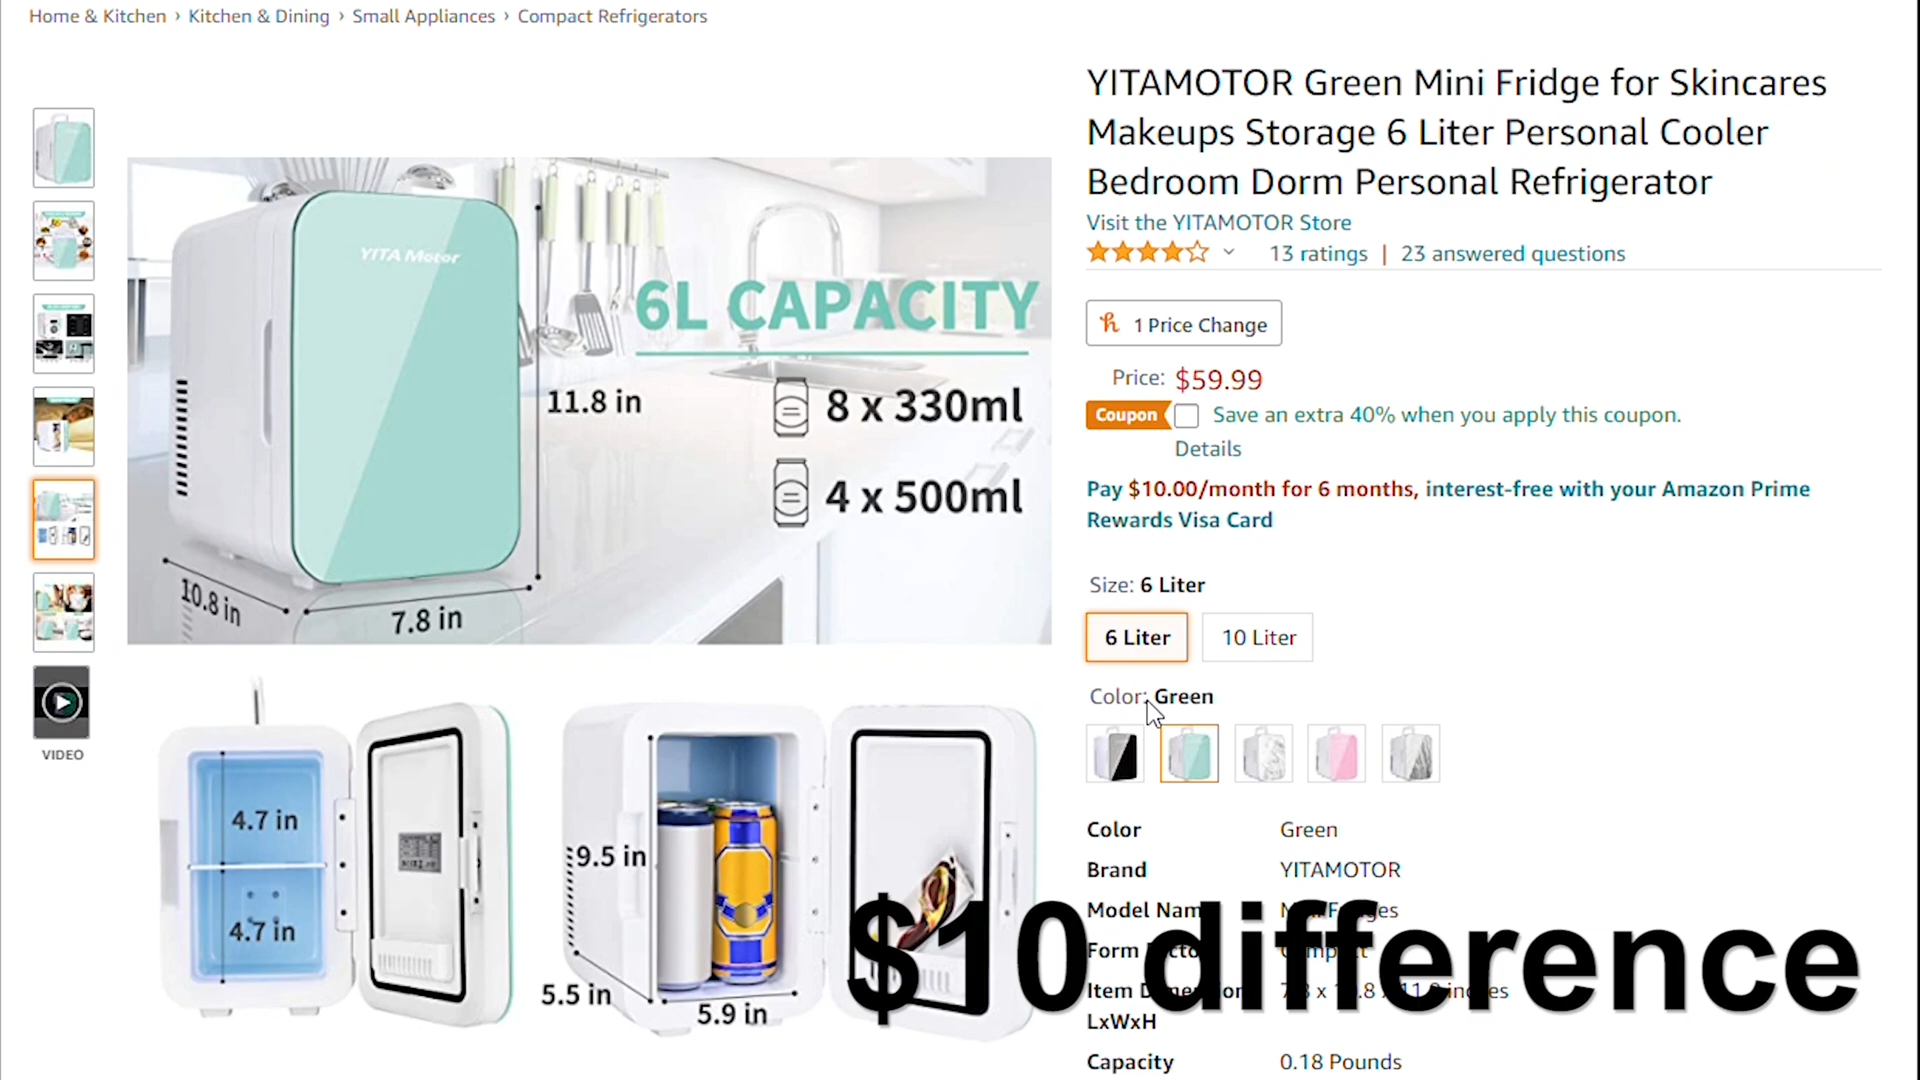 Home & Kitchen › Kitchen & Dining › Small Appliances › Compact Refrigerators
YITAMOTOR Green Mini Fridge for Skincares
Makeups Storage 6 Liter Personal Cooler
Bedroom Dorm Personal Refrigerator
Visit the YITAMOTOR Store
13 ratings | 23 answered questions
1 Price Change
Price: $59.99
Coupon Save an extra 40% when you apply this coupon.
Details
Pay $10.00/month for 6 months, interest-free with your Amazon Prime
Rewards Visa Card
Size: 6 Liter
6 Liter 10 Liter
Color: Green
Color Green
Brand YITAMOTOR
Model
Form
Item
LxWxH
Capacity 0.18 Pounds
$10 difference
YITA Motor
6L CAPACITY
8 x 330ml
4 x 500ml
11.8 in
10.8 in
7.8 in
4.7 in
4.7 in
9.5 in
5.5 in
5.9 in
VIDEO